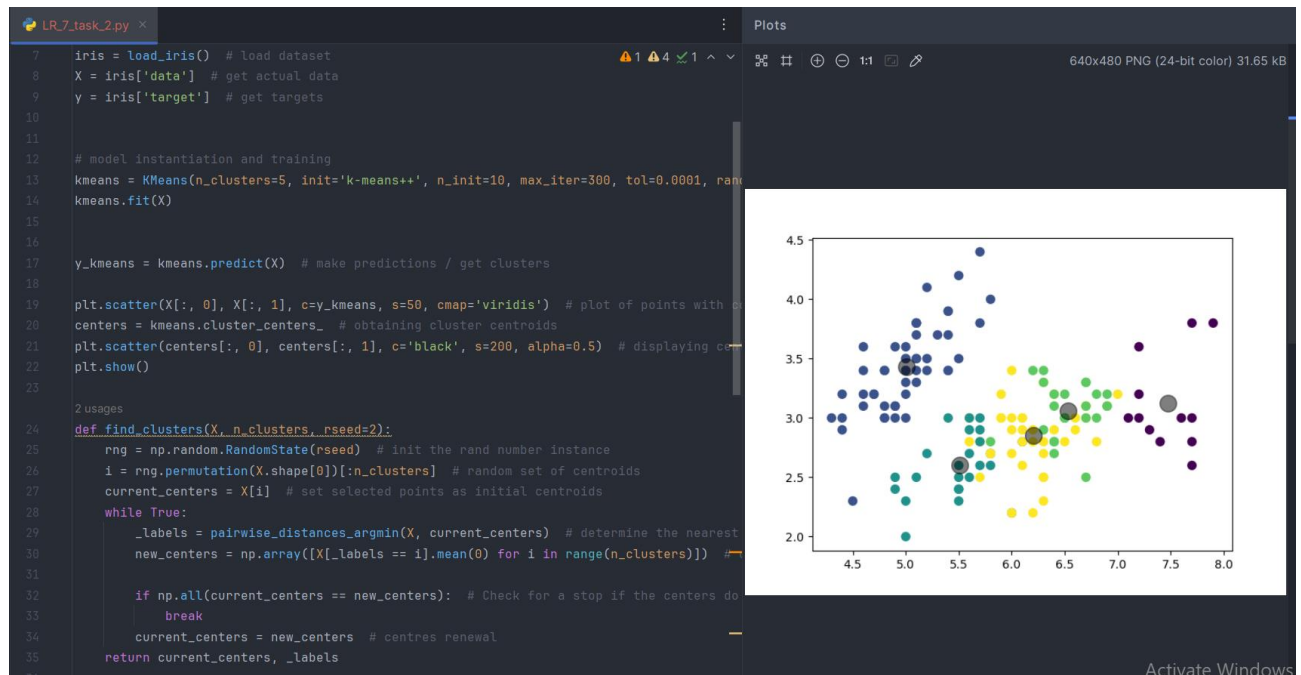 LR_7_task_2.py ×
Plots
7 iris = load_iris()  # load dataset
1 4 1
8 X = iris['data']  # get actual data
1:1
640x480 PNG (24-bit color) 31.65 kB
9 y = iris['target']  # get targets
10
11
12 # model instantiation and training
13 kmeans = KMeans(n_clusters=5, init='k-means++', n_init=10, max_iter=300, tol=0.0001, ran
14 kmeans.fit(X)
15
16
17 y_kmeans = kmeans.predict(X)  # make predictions / get clusters
18
19 plt.scatter(X[:, 0], X[:, 1], c=y_kmeans, s=50, cmap='viridis')  # plot of points with c
20 centers = kmeans.cluster_centers_  # obtaining cluster centroids
21 plt.scatter(centers[:, 0], centers[:, 1], c='black', s=200, alpha=0.5)  # displaying cen
22 plt.show()
23
2 usages
24 def find_clusters(X, n_clusters, rseed=2):
25 rng = np.random.RandomState(rseed)  # init the rand number instance
26 i = rng.permutation(X.shape[0])[:n_clusters]  # random set of centroids
27 current_centers = X[i]  # set selected points as initial centroids
28 while True:
29 _labels = pairwise_distances_argmin(X, current_centers)  # determine the nearest
30 new_centers = np.array([X[_labels == i].mean(0) for i in range(n_clusters)])  #
31
32 if np.all(current_centers == new_centers):  # Check for a stop if the centers do
33 break
34 current_centers = new_centers  # centres renewal
35 return current_centers, _labels
4.5
4.0
3.5
3.0
2.5
2.0
4.5 5.0 5.5 6.0 6.5 7.0 7.5 8.0
Activate Windows